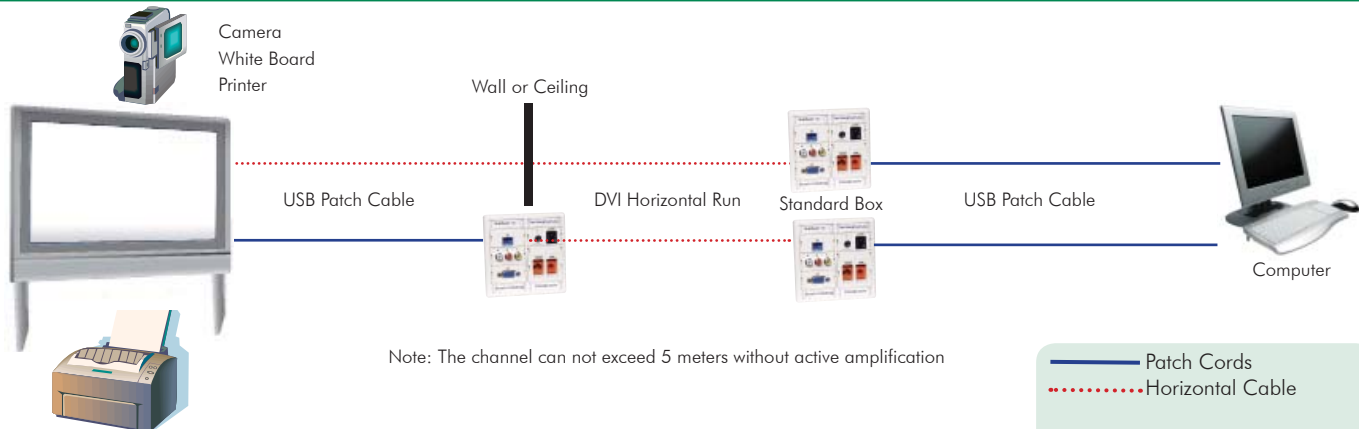 Camera
White Board
Printer
Wall or Ceiling
USB Patch Cable
DVI Horizontal Run
Standard Box
USB Patch Cable
Computer
Note: The channel can not exceed 5 meters without active amplification
Patch Cords
Horizontal Cable